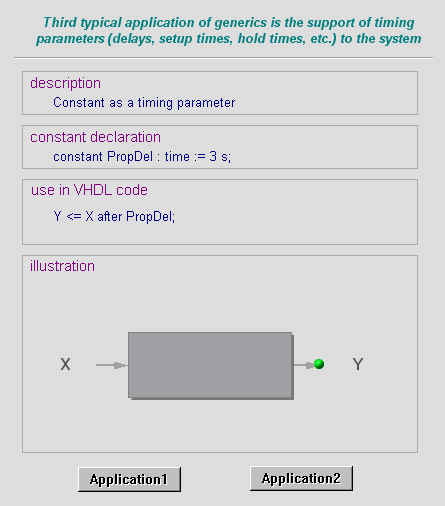 Third typical application of generics is the support of timing
parameters (delays, setup times, hold times, etc.) to the system
description
Constant as a timing parameter
constant declaration
constant PropDel : time := 3 s;
use in VHDL code
Y <= X after PropDel;
illustration
X Y
Application1 Application2